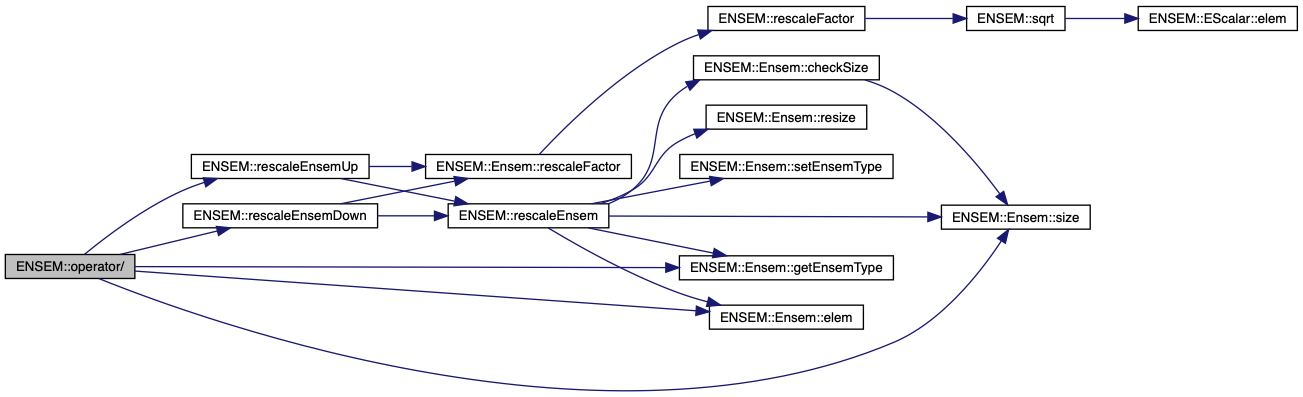 ENSEM::rescaleFactor
ENSEM::sqrt
ENSEM::EScalar::elem
ENSEM::Ensem::checkSize
ENSEM::Ensem::resize
ENSEM::rescaleEnsemUp
ENSEM::Ensem::rescaleFactor
ENSEM::Ensem::setEnsemType
ENSEM::rescaleEnsemDown
ENSEM::rescaleEnsem
ENSEM::Ensem::size
ENSEM::operator/
ENSEM::Ensem::getEnsemType
ENSEM::Ensem::elem